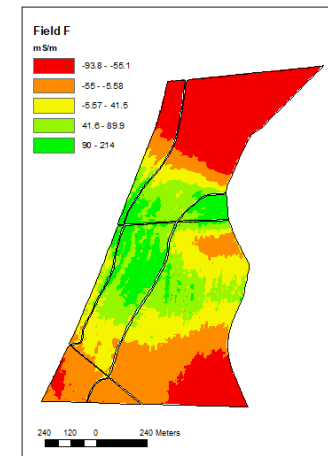 Field F
mS/m
-93.8 - -55.1
-55 - -5.58
-5.57 - 41.5
41.6 - 89.9
90 - 214
240 120 0 240 Meters